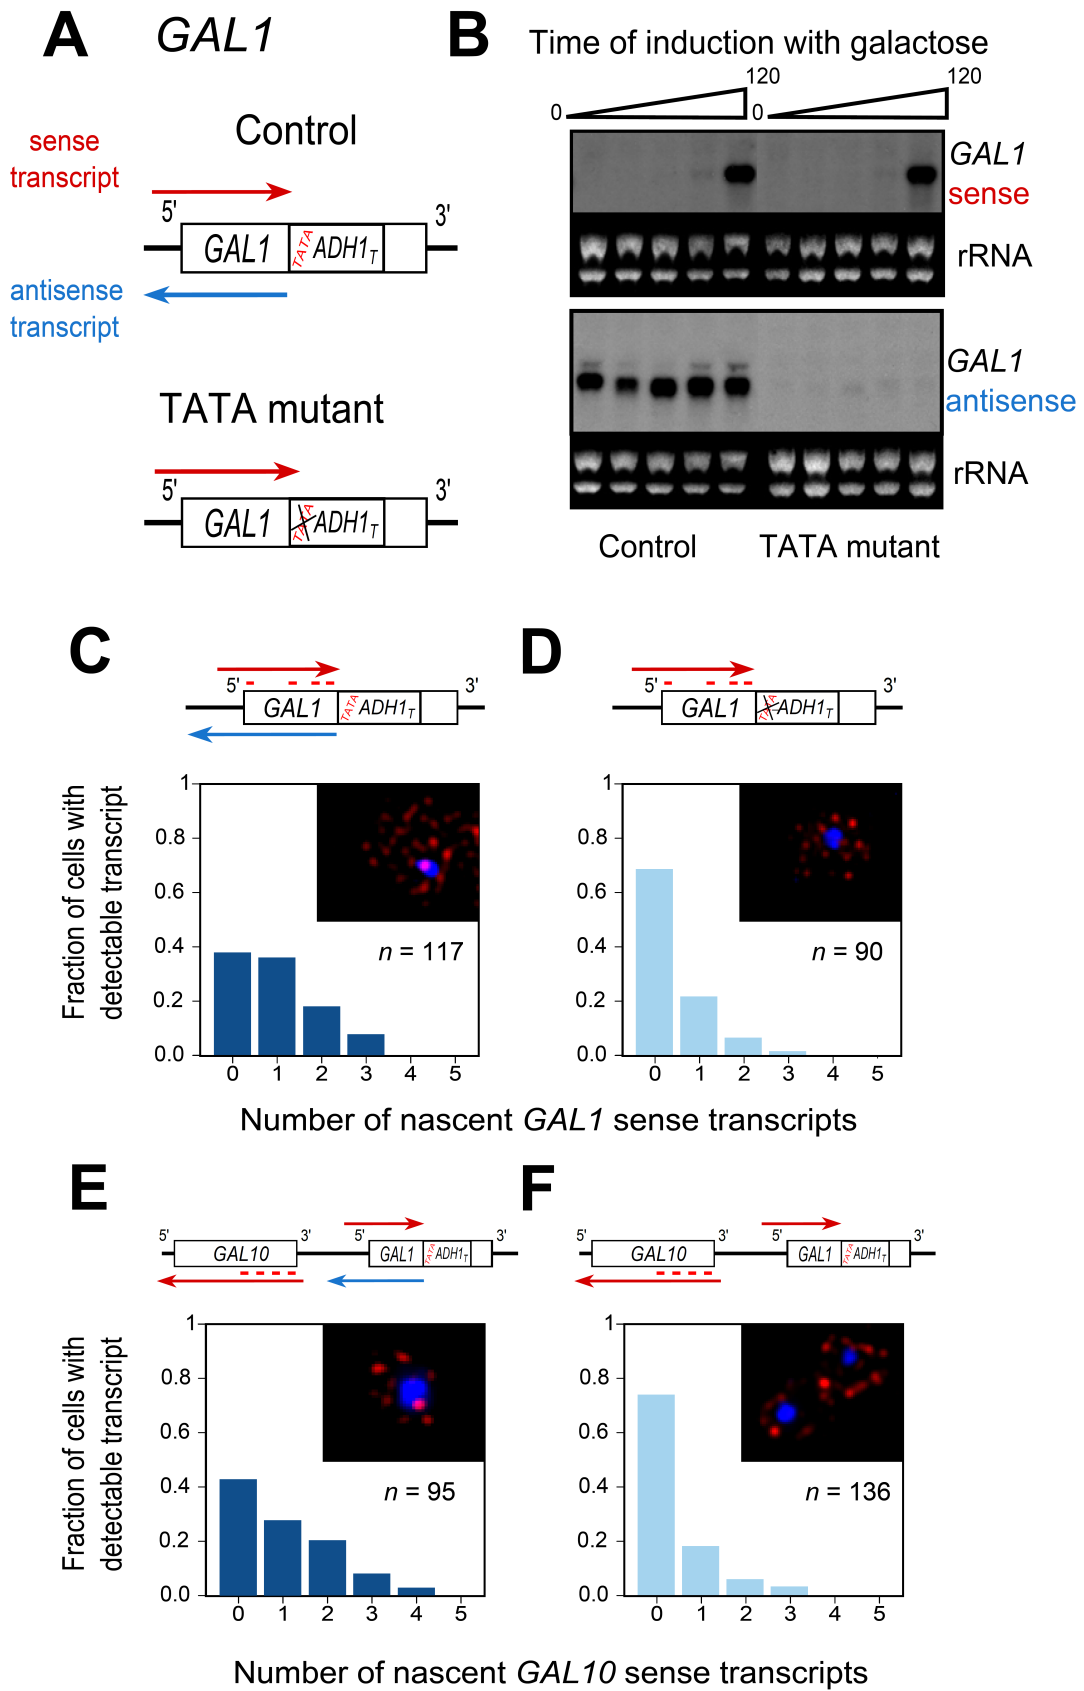 A
GAL1
Control
sense
transcript
5'
3'
GAL1
TATA
ADH1T
antisense
transcript
TATA mutant
5'
3'
GAL1
TATA
ADH1T
B
Time of induction with galactose
0
120
0
120
GAL1
sense
rRNA
GAL1
antisense
rRNA
Control
TATA mutant
C
5'
3'
GAL1
TATA
ADH1T
Fraction of cells with
detectable transcript
1
0.8
0.6
0.4
0.2
0.0
n = 117
0 1 2 3 4 5
D
5'
3'
GAL1
TATA
ADH1T
1
0.8
0.6
0.4
0.2
0.0
n = 90
0 1 2 3 4 5
Number of nascent GAL1 sense transcripts
E
5'
3'
5'
3'
GAL10
GAL1
TATA
ADH1T
Fraction of cells with
detectable transcript
1
0.8
0.6
0.4
0.2
0.0
n = 95
0 1 2 3 4 5
F
5'
3'
5'
3'
GAL10
GAL1
TATA
ADH1T
1
0.8
0.6
0.4
0.2
0.0
n = 136
0 1 2 3 4 5
Number of nascent GAL10 sense transcripts